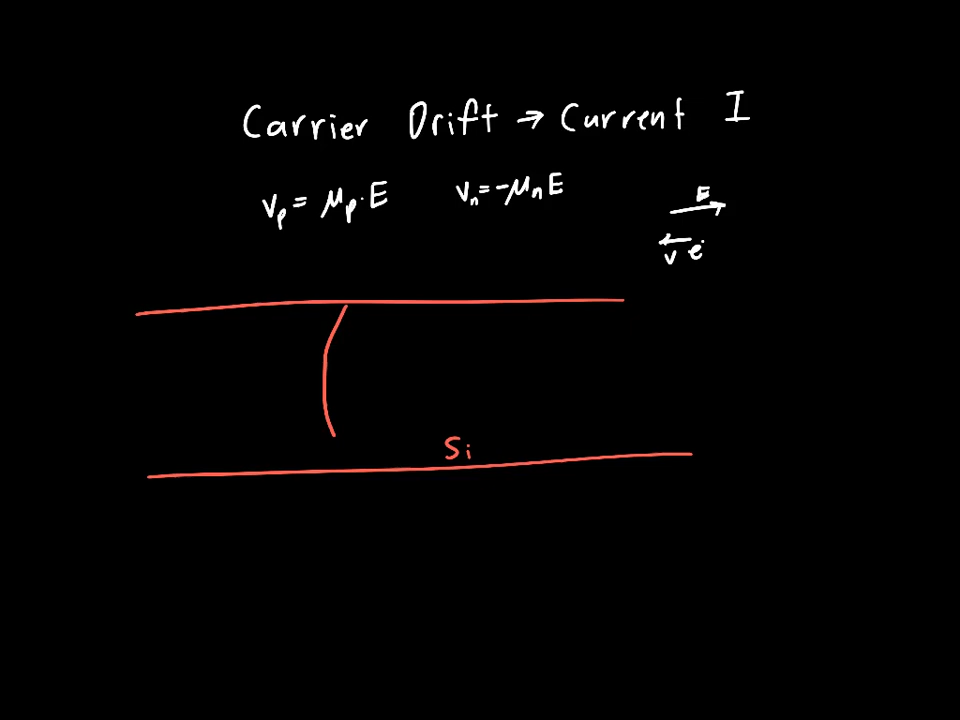 Carrier Drift → Current I
Vp = μp · E Vn = -μn E
E
v e⁻
Si